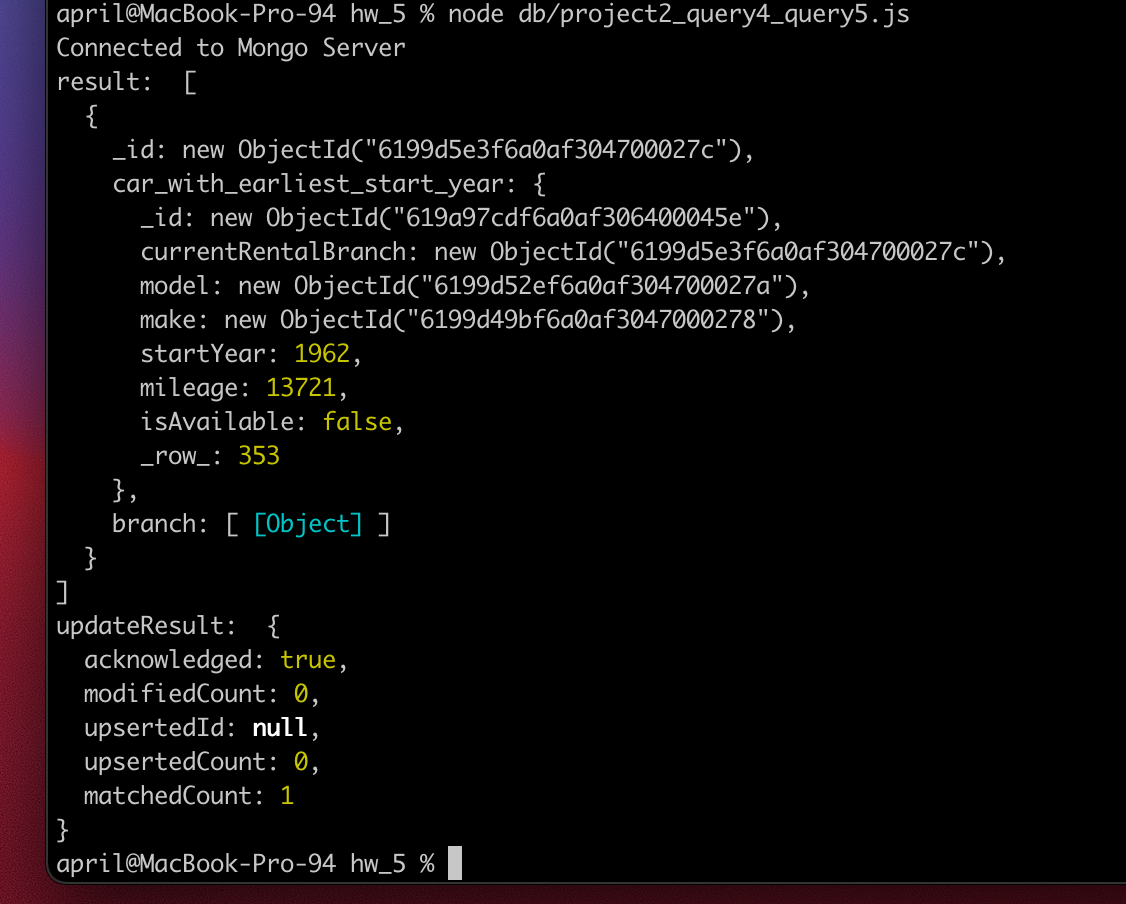 april@MacBook-Pro-94 hw_5 % node db/project2_query4_query5.js
Connected to Mongo Server
result:  [
  {
    _id: new ObjectId("6199d5e3f6a0af304700027c"),
    car_with_earliest_start_year: {
      _id: new ObjectId("619a97cdf6a0af306400045e"),
      currentRentalBranch: new ObjectId("6199d5e3f6a0af304700027c"),
      model: new ObjectId("6199d52ef6a0af304700027a"),
      make: new ObjectId("6199d49bf6a0af3047000278"),
      startYear: 1962,
      mileage: 13721,
      isAvailable: false,
      _row_: 353
    },
    branch: [ [Object] ]
  }
]
updateResult:  {
  acknowledged: true,
  modifiedCount: 0,
  upsertedId: null,
  upsertedCount: 0,
  matchedCount: 1
}
april@MacBook-Pro-94 hw_5 %